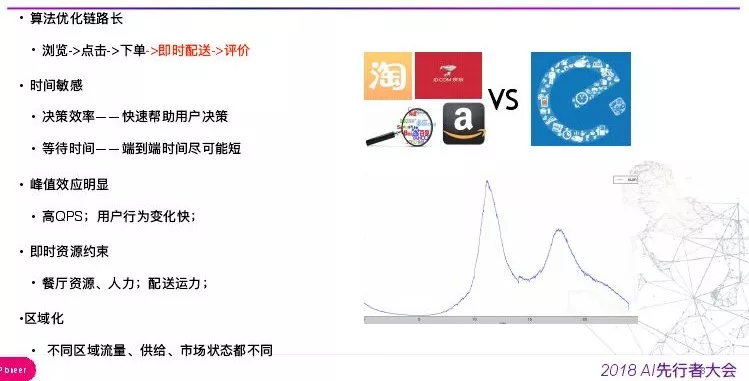 • 算法优化链路长
• 浏览->点击->下单->即时配送->评价
• 时间敏感
• 决策效率——快速帮助用户决策
• 等待时间——端到端时间尽可能短
• 峰值效应明显
• 高QPS；用户行为变化快；
• 即时资源约束
• 餐厅资源、人力；配送运力；
•区域化
• 不同区域流量、供给、市场状态都不同
淘
JD.COM
a
VS
5
10
15
20
2018 AI先行者大会